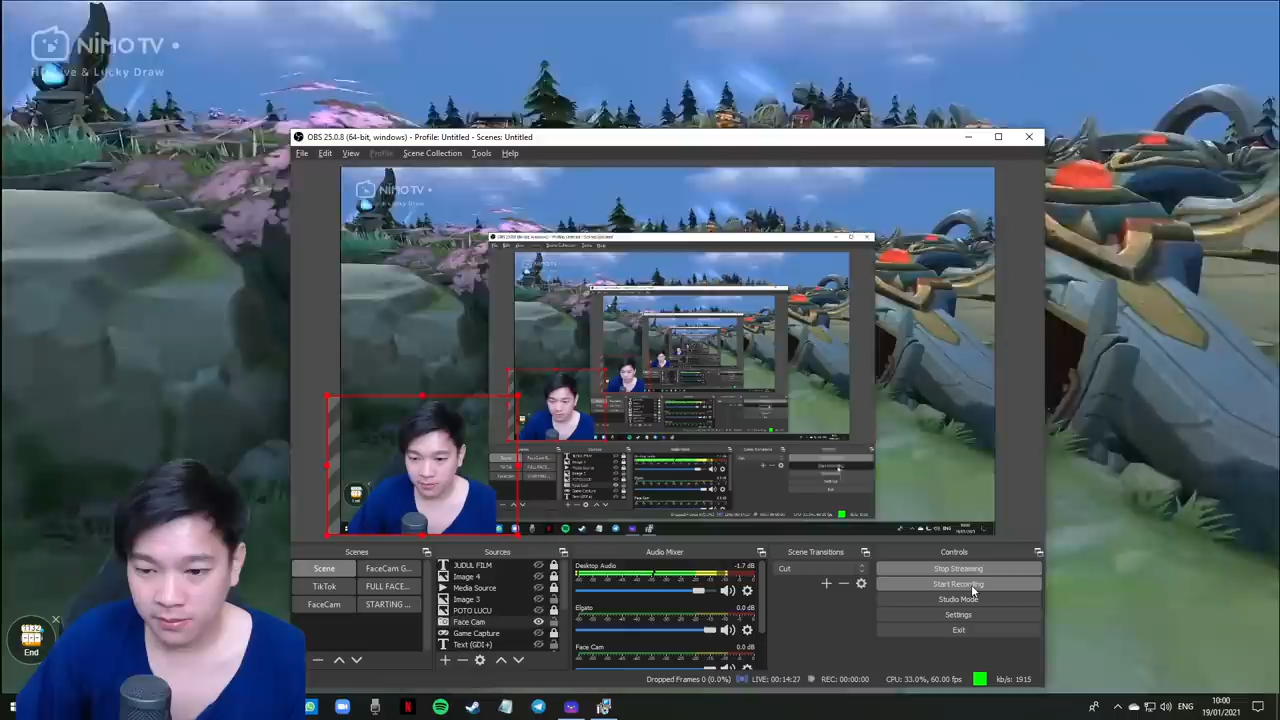 NIMO TV
Live & Lucky Draw
OBS 25.0.8 (64-bit, windows) - Profile: Untitled - Scenes: Untitled
File Edit View Profile Scene Collection Tools Help
NIMO TV
Scenes
Scene
FaceCam G...
TikTok
FULL FACE...
FaceCam
STARTING ...
Sources
JUDUL FILM
Image 4
Media Source
Image 3
POTO LUCU
Face Cam
Game Capture
Text (GDI+)
Audio Mixer
Desktop Audio -1.7 dB
Elgato 0.0 dB
Face Cam 0.0 dB
Scene Transitions
Cut
Controls
Stop Streaming
Start Recording
Studio Mode
Settings
Exit
End
Dropped Frames 0 (0.0%) LIVE: 00:14:27 REC: 00:00:00 CPU: 33.0%, 60.00 fps kb/s: 1915
ENG
10:00
19/01/2021